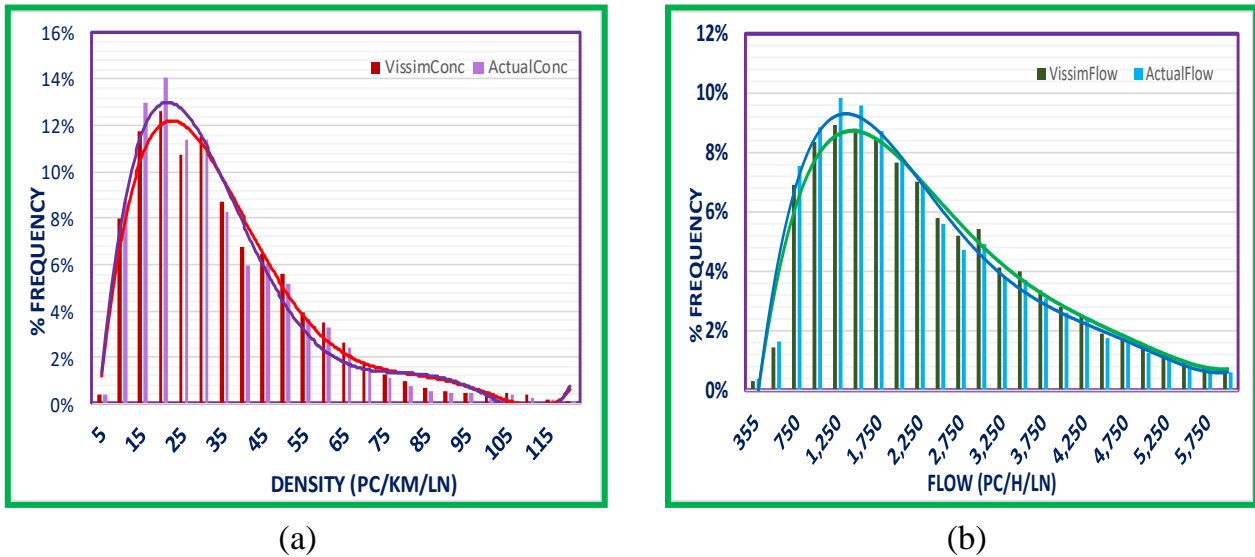 16%
14%
12%
10%
8%
6%
4%
2%
0%
% FREQUENCY
VissimConc ActualConc
5 15 25 35 45 55 65 75 85 95 105 115
DENSITY (PC/KM/LN)
(a)
12%
10%
8%
6%
4%
2%
0%
% FREQUENCY
VissimFlow ActualFlow
355 750 1,250 1,750 2,250 2,750 3,250 3,750 4,250 4,750 5,250 5,750
FLOW (PC/H/LN)
(b)